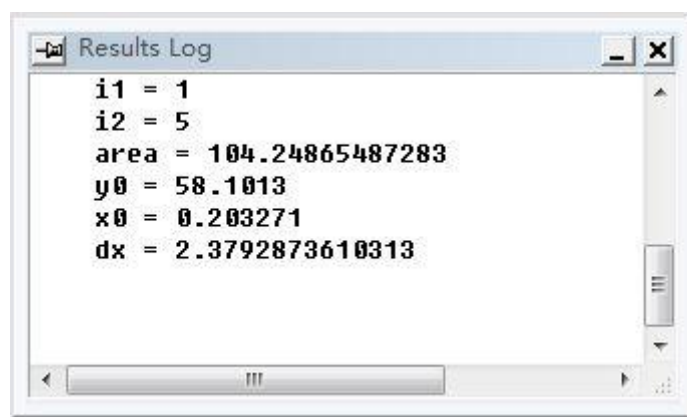 Results Log
i1 = 1
i2 = 5
area = 104.24865487283
y0 = 58.1013
x0 = 0.203271
dx = 2.3792873610313